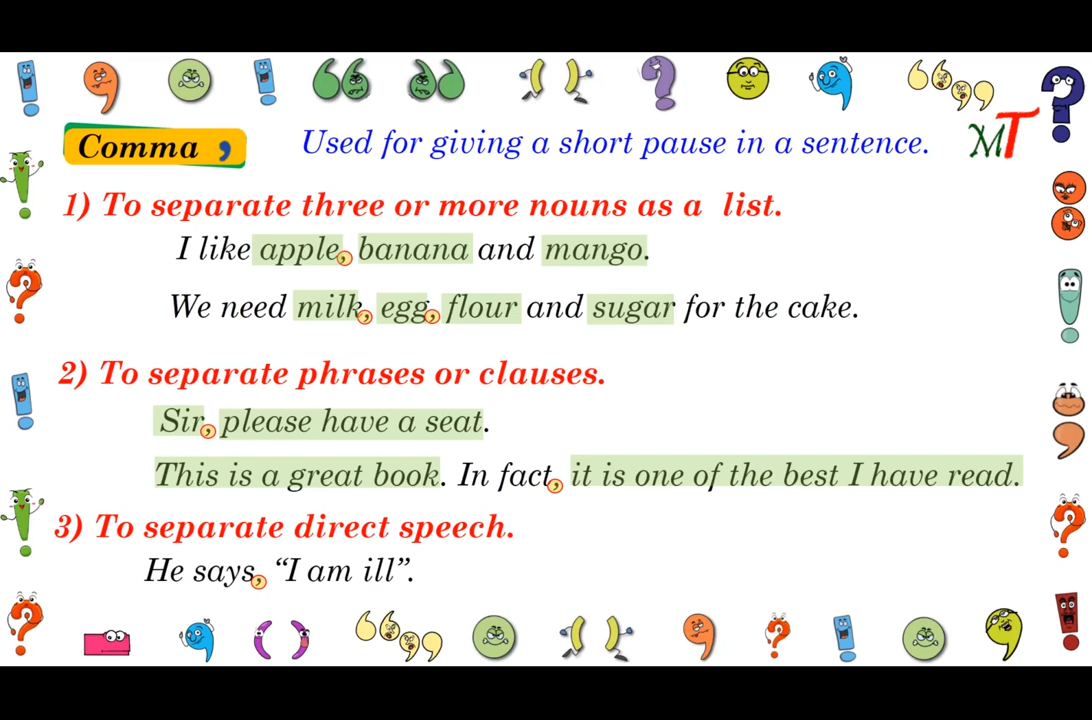 Comma , Used for giving a short pause in a sentence. MT
1) To separate three or more nouns as a list.
I like apple, banana and mango.
We need milk, egg, flour and sugar for the cake.
2) To separate phrases or clauses.
Sir, please have a seat.
This is a great book. In fact, it is one of the best I have read.
3) To separate direct speech.
He says, “I am ill”.